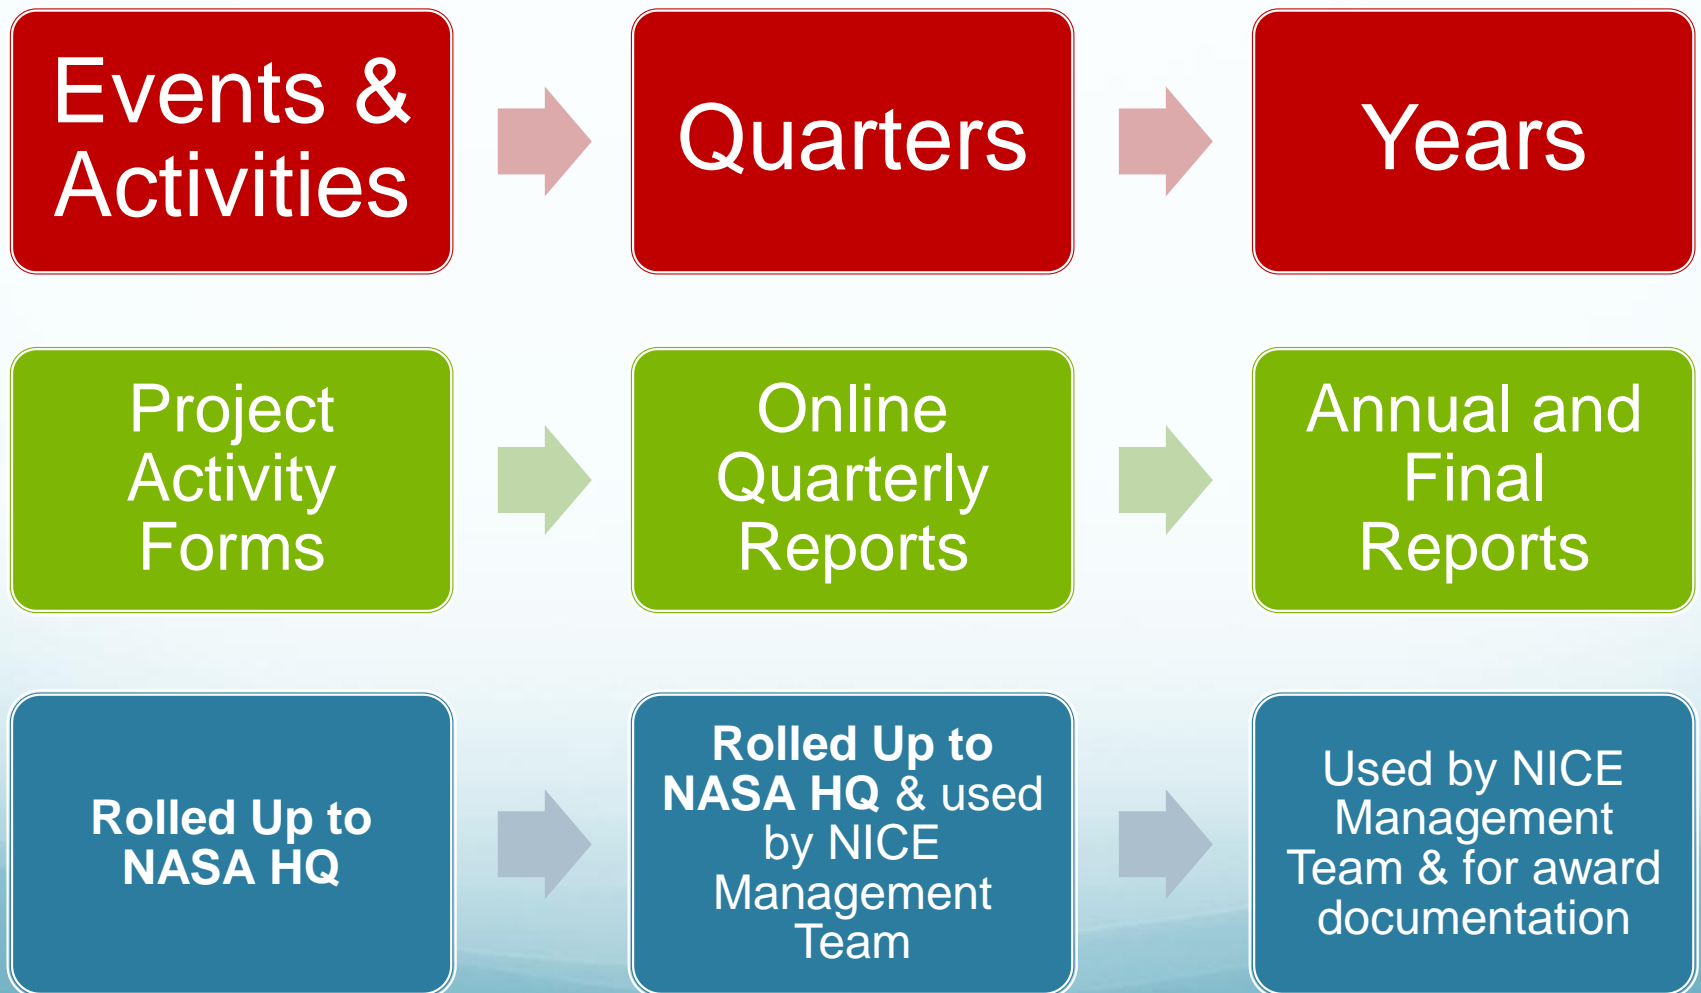 Events &
Activities
Quarters
Years
Project
Activity
Forms
Online
Quarterly
Reports
Annual and
Final
Reports
Rolled Up to
NASA HQ
Rolled Up to
NASA HQ & used
by NICE
Management
Team
Used by NICE
Management
Team & for award
documentation